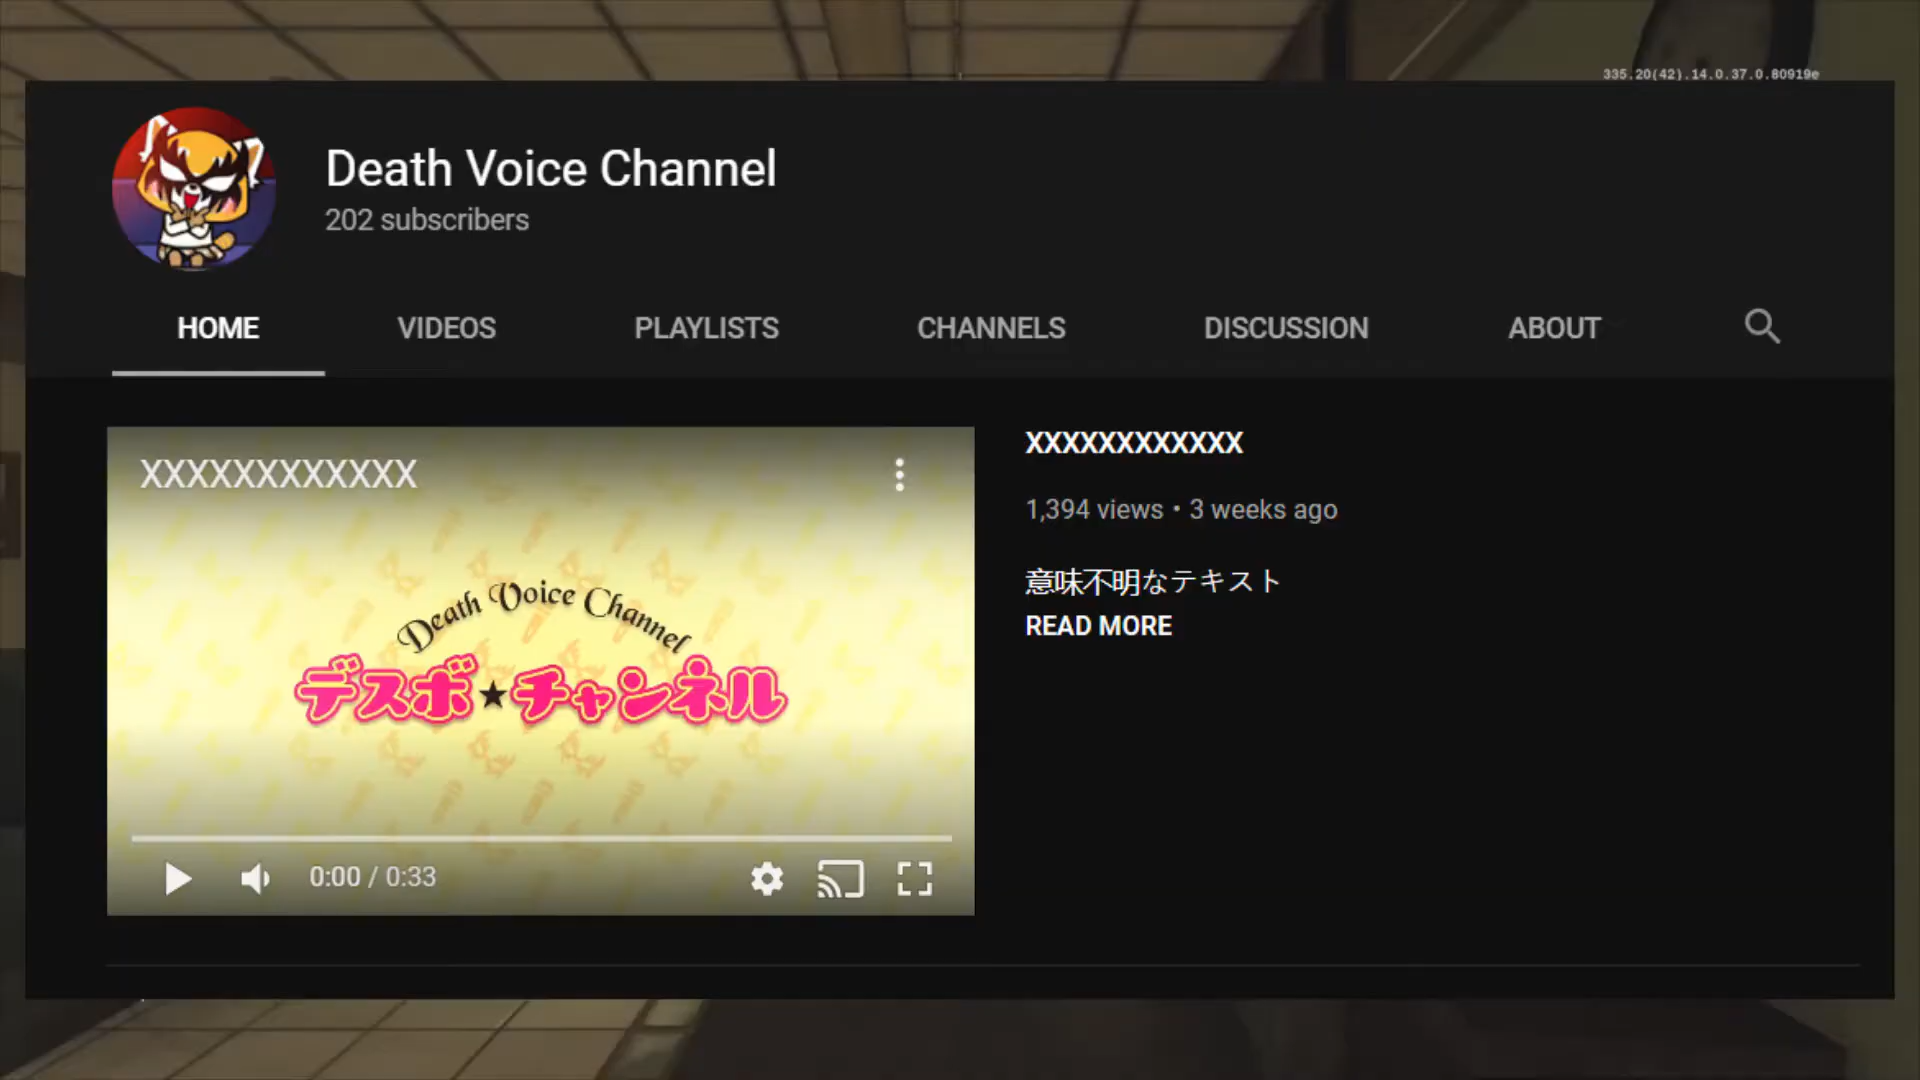 335.20(42).14.0.37.0.80919e
Death Voice Channel
202 subscribers
HOME VIDEOS PLAYLISTS CHANNELS DISCUSSION ABOUT
XXXXXXXXXXXX
Death Voice Channel
デスボ★チャンネル
0:00 / 0:33
XXXXXXXXXXXX
1,394 views • 3 weeks ago
意味不明なテキスト
READ MORE